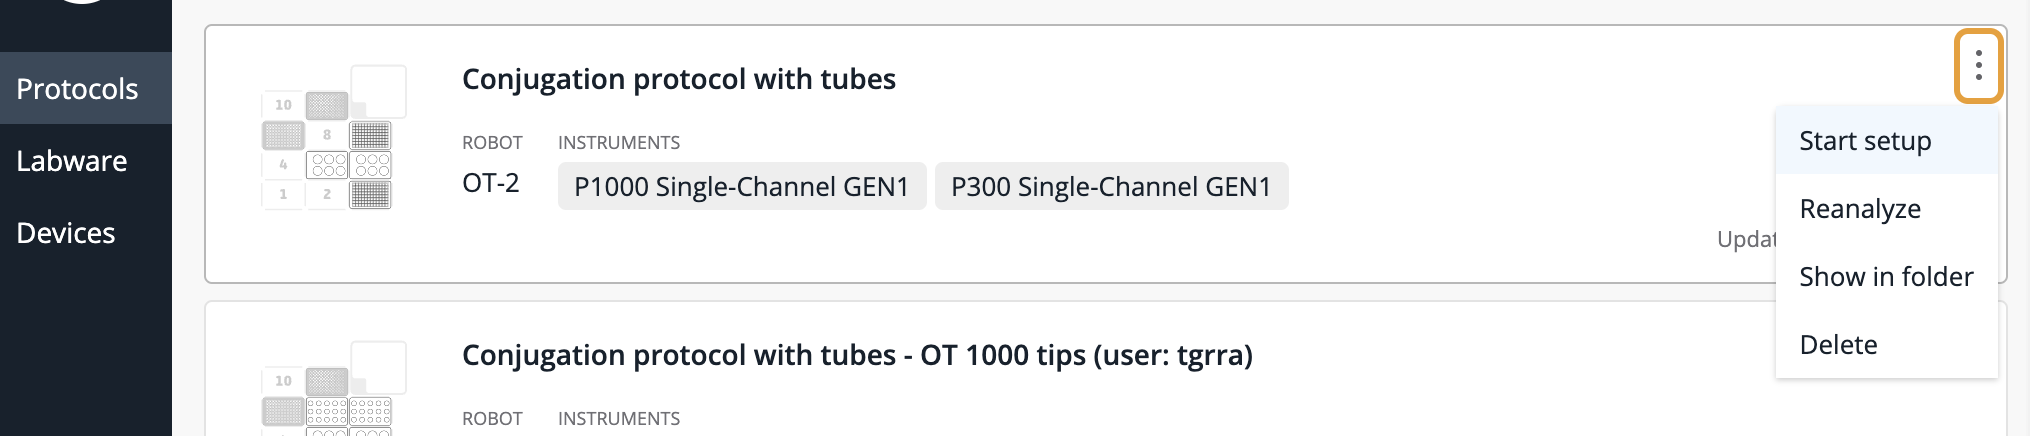 Protocols
Labware
Devices
Conjugation protocol with tubes
10
8
4
1 2
ROBOT INSTRUMENTS
OT-2 P1000 Single-Channel GEN1 P300 Single-Channel GEN1
Updat
Start setup
Reanalyze
Show in folder
Delete
Conjugation protocol with tubes - OT 1000 tips (user: tgrra)
10
ROBOT INSTRUMENTS